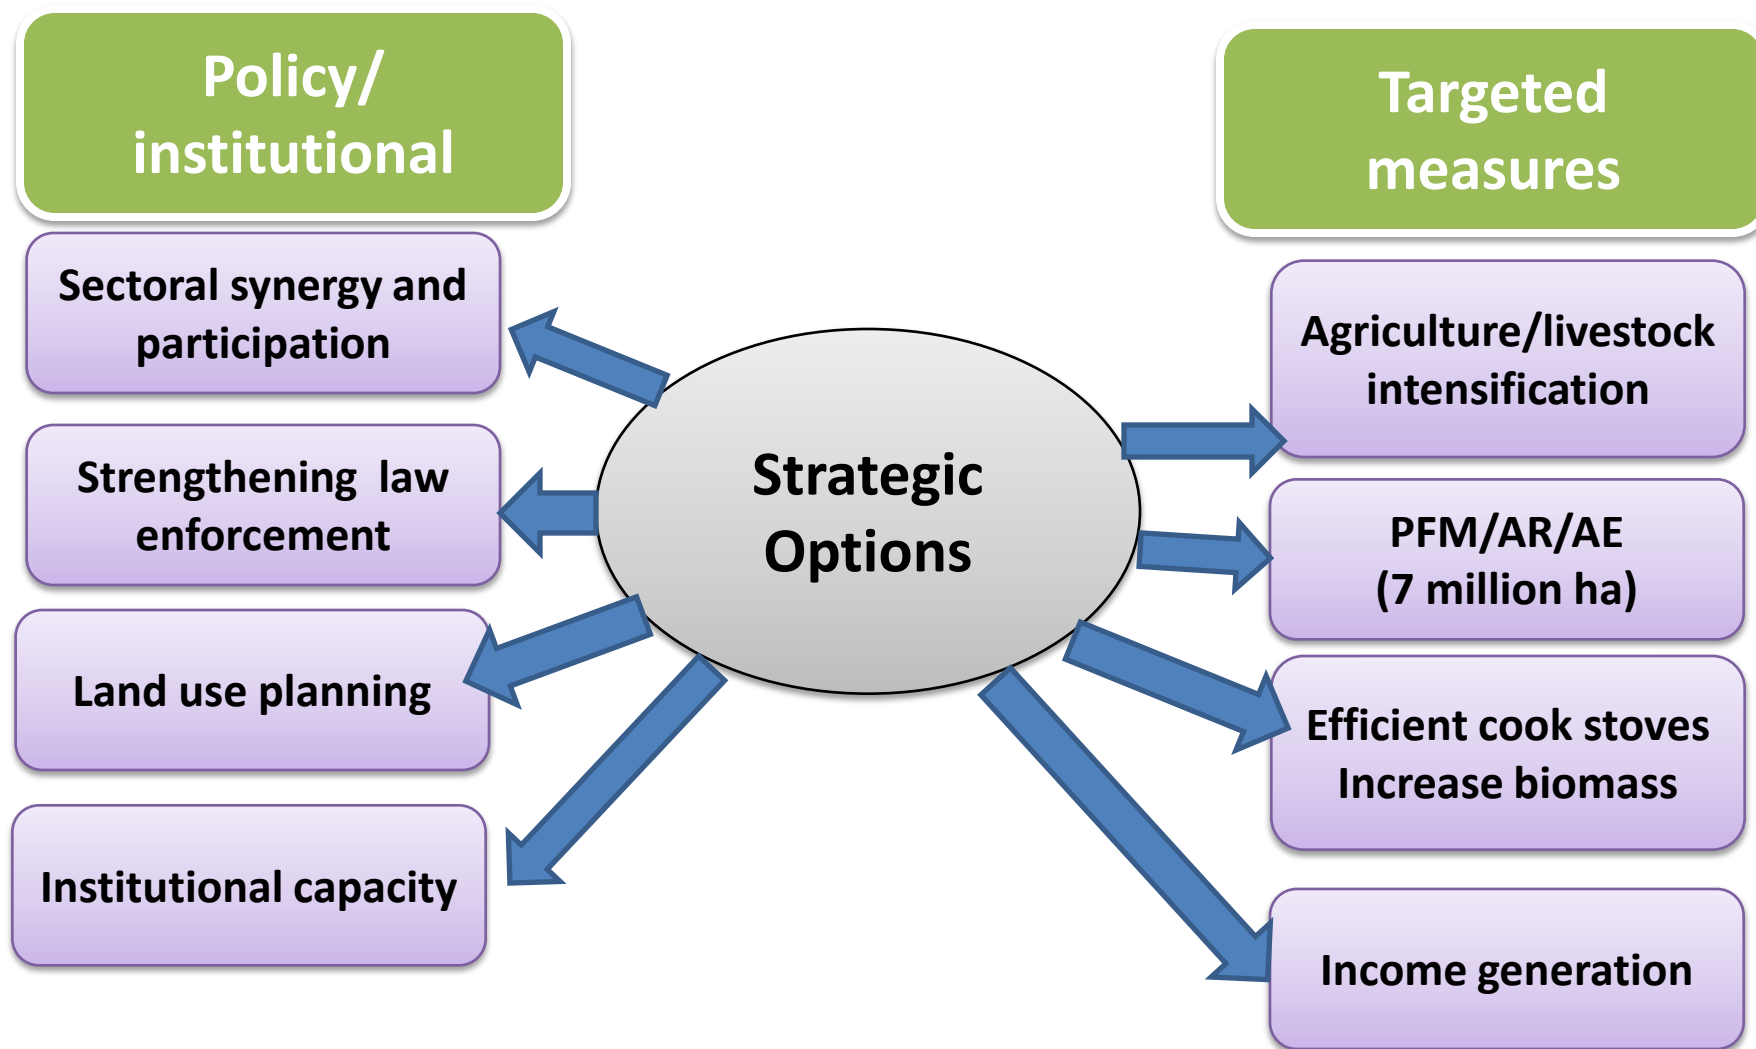 Policy/
institutional
Sectoral synergy and
participation
Strengthening  law
enforcement
Land use planning
Institutional capacity
Strategic
Options
Targeted
measures
Agriculture/livestock
intensification
PFM/AR/AE
(7 million ha)
Efficient cook stoves
Increase biomass
Income generation